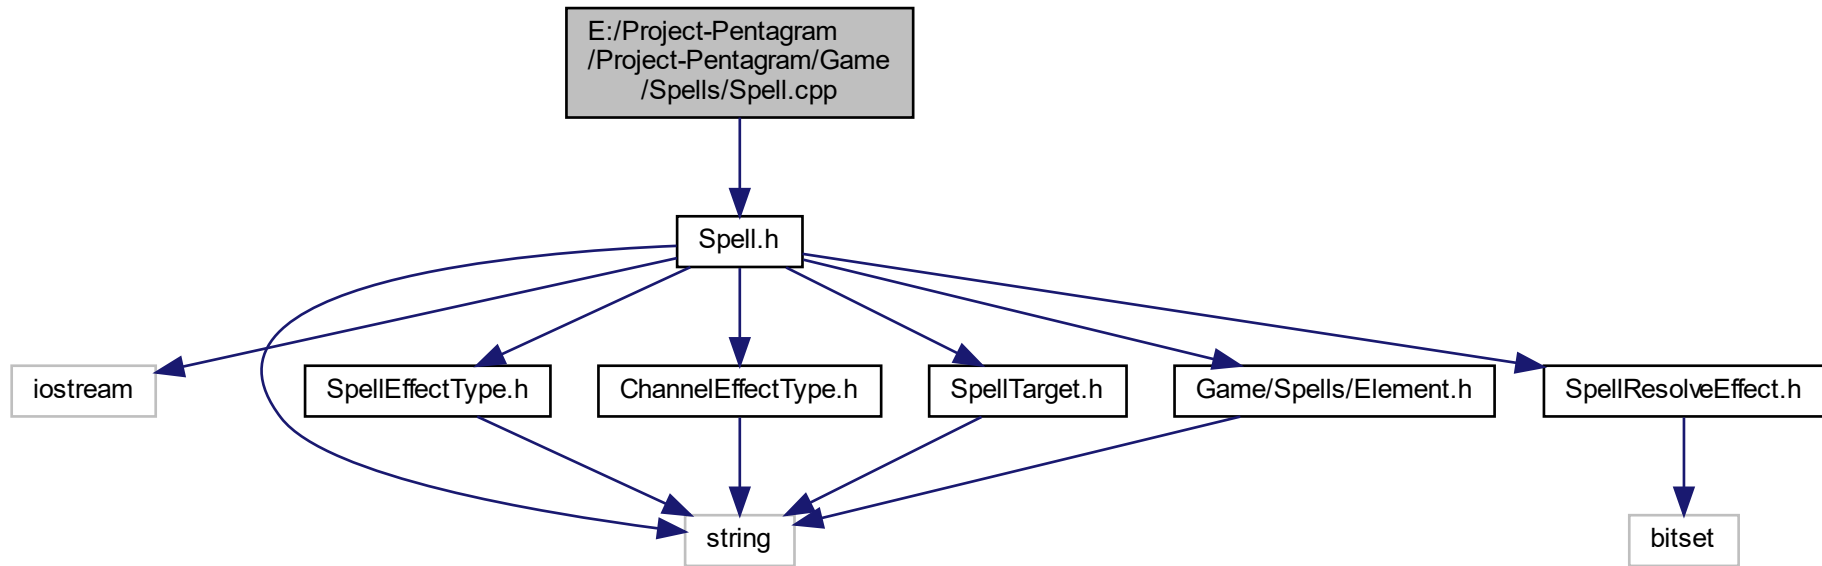 E:/Project-Pentagram
/Project-Pentagram/Game
/Spells/Spell.cpp
Spell.h
iostream
SpellEffectType.h
ChannelEffectType.h
SpellTarget.h
Game/Spells/Element.h
SpellResolveEffect.h
string
bitset